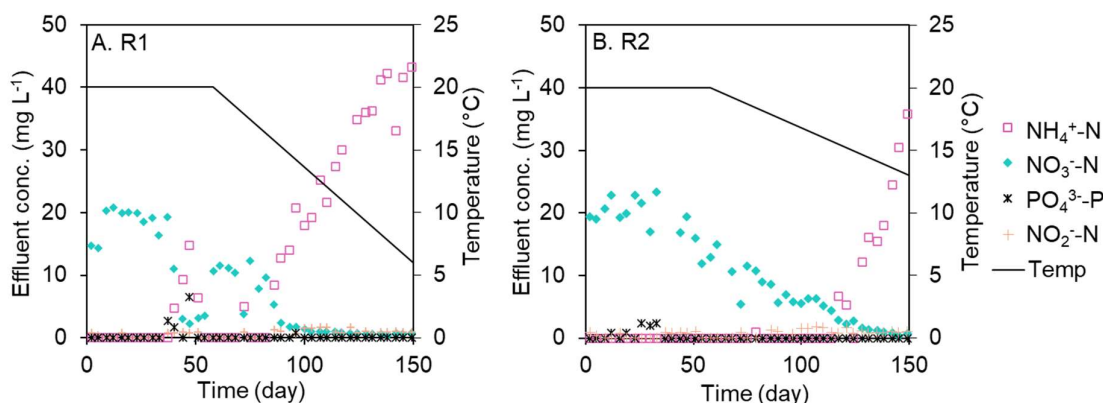 A. R1
Effluent conc. (mg L⁻¹)
50
40
30
20
10
0
0 50 100 150
Time (day)
25
20
15
10
5
0
Temperature (°C)
B. R2
Effluent conc. (mg L⁻¹)
50
40
30
20
10
0
0 50 100 150
Time (day)
25
20
15
10
5
0
Temperature (°C)
NH₄⁺-N
NO₃⁻-N
PO₄³⁻-P
NO₂⁻-N
Temp